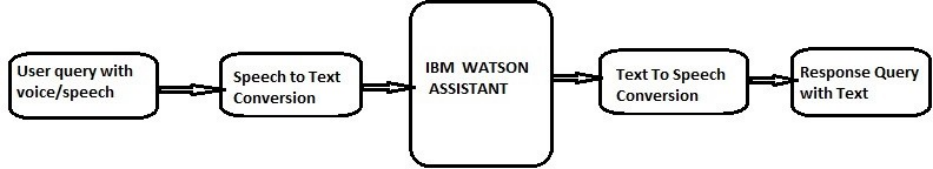 User query with
voice/speech
Speech to Text
Conversion
IBM WATSON
ASSISTANT
Text To Speech
Conversion
Response Query
with Text